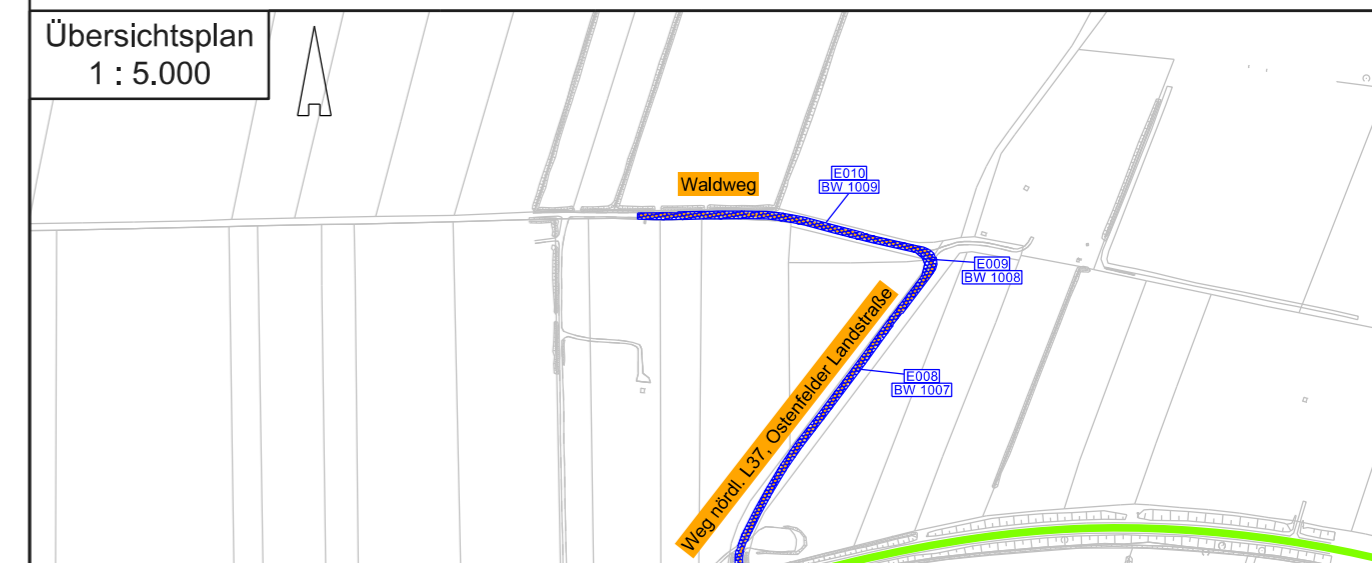 Übersichtsplan
1 : 5.000
Waldweg
E010
BW 1009
E009
BW 1008
E008
BW 1007
Weg nördl. L37, Ostenfelder Landstraße